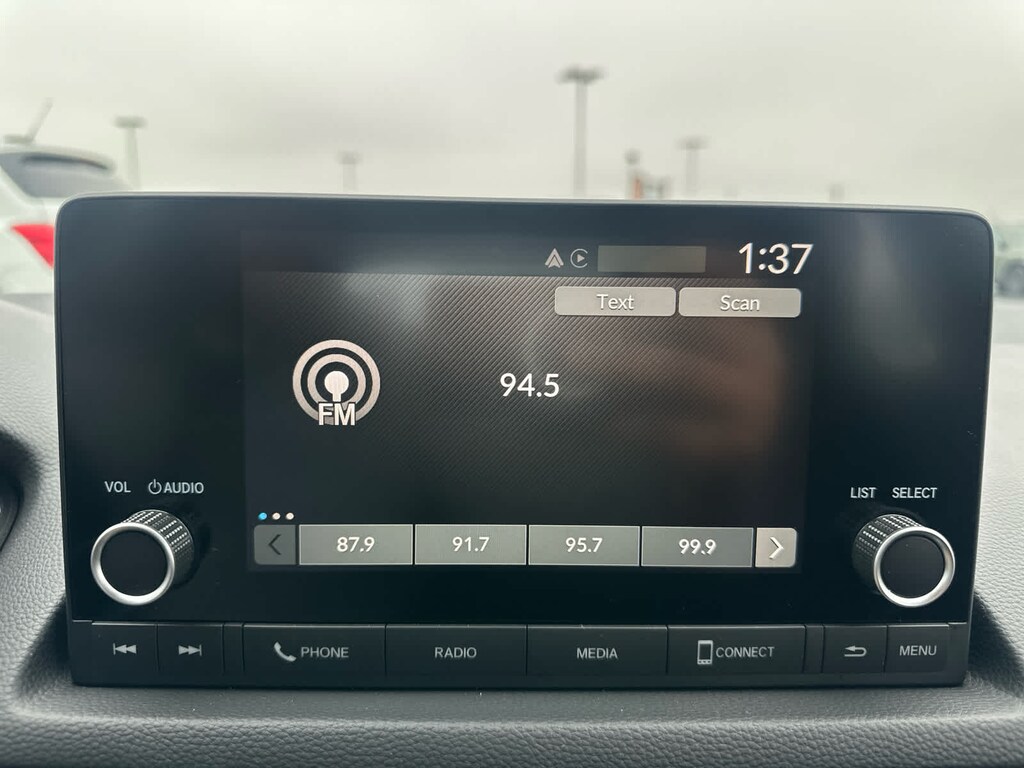 1:37
Text Scan
94.5
FM
VOL AUDIO
LIST SELECT
87.9 91.7 95.7 99.9
PHONE RADIO MEDIA CONNECT MENU